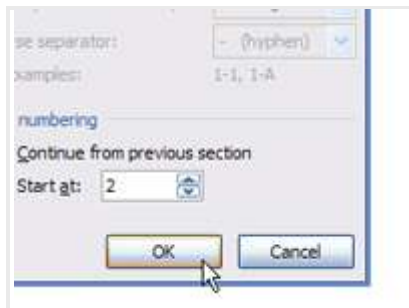 se separator: - (hyphen)
xamples: 1-1, 1-A
numbering
Continue from previous section
Start at: 2
OK Cancel